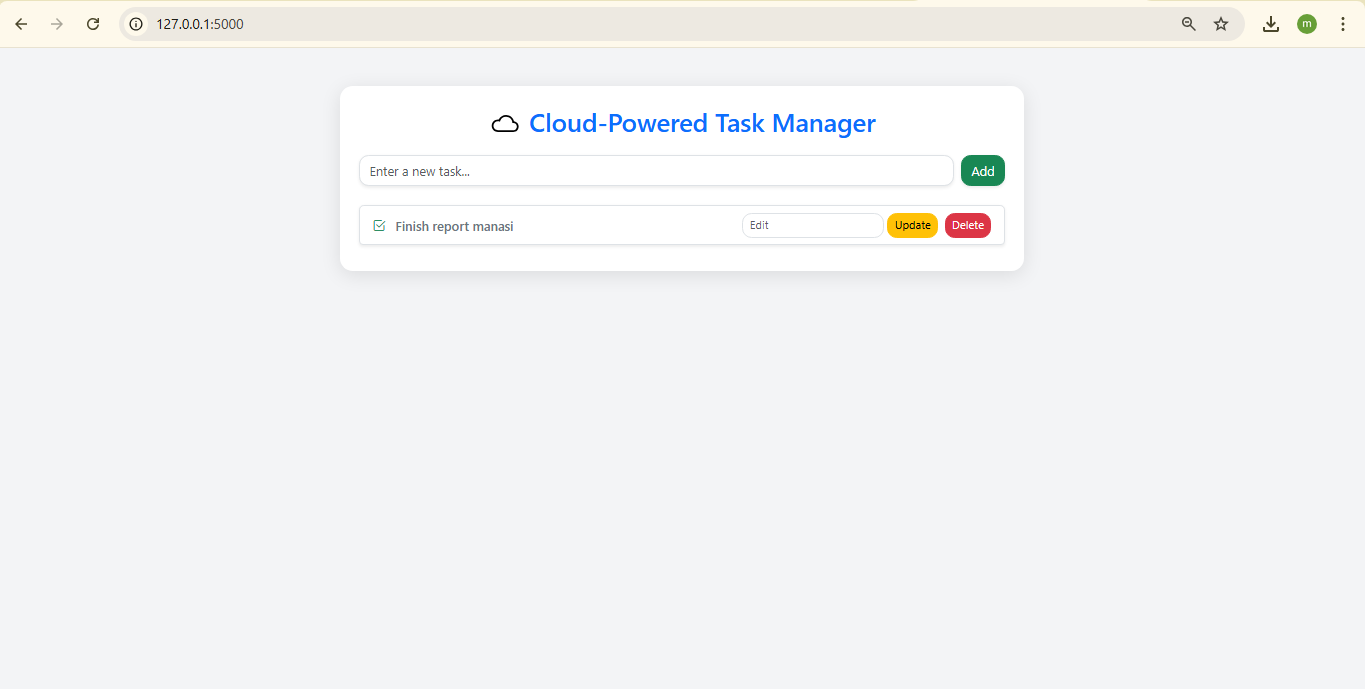 127.0.0.1:5000
m
Cloud-Powered Task Manager
Enter a new task...
Add
Finish report manasi
Edit
Update
Delete